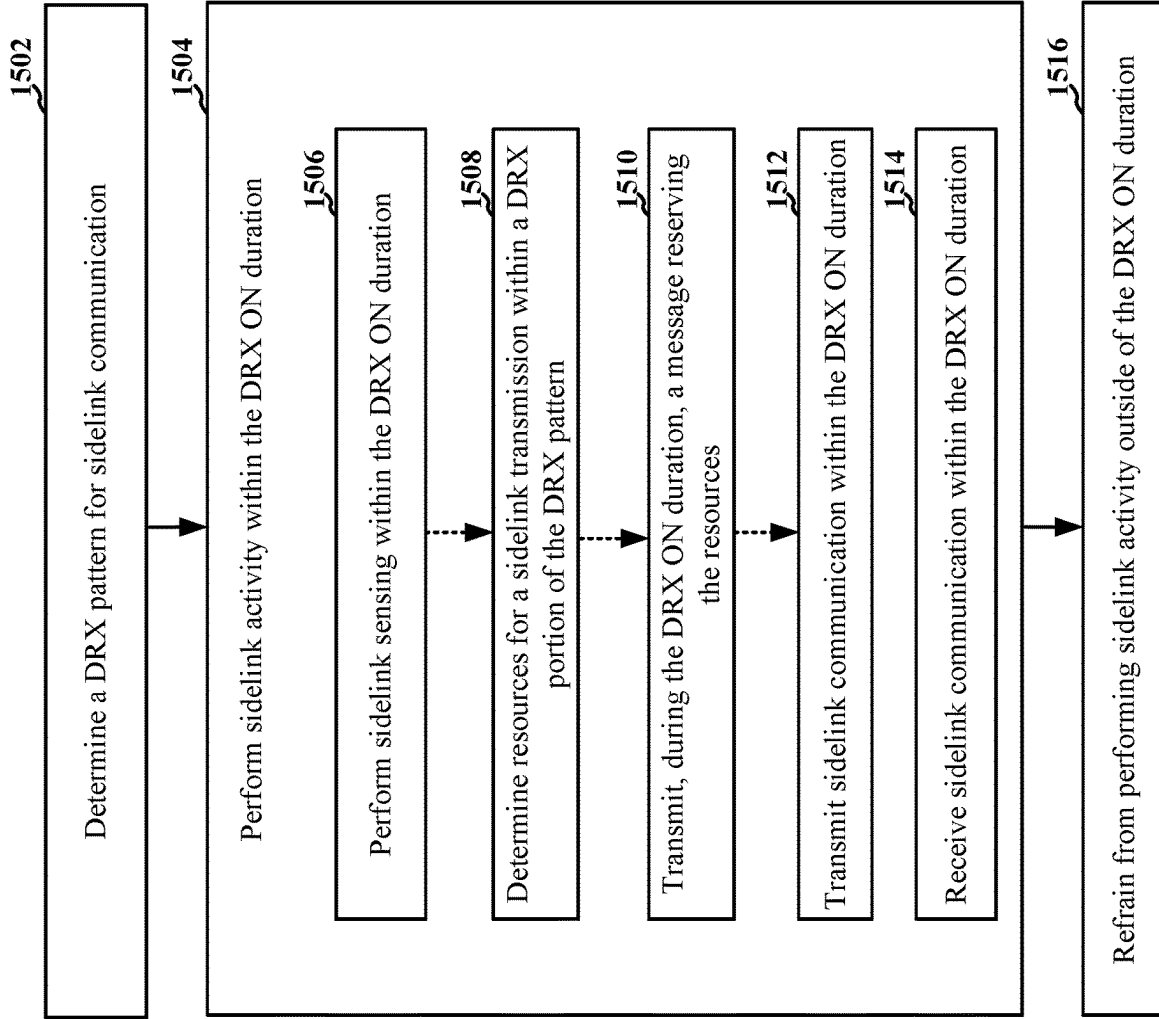 1502
Determine a DRX pattern for sidelink communication
1504
Perform sidelink activity within the DRX ON duration
1506
Perform sidelink sensing within the DRX ON duration
1508
Determine resources for a sidelink transmission within a DRX
portion of the DRX pattern
1510
Transmit, during the DRX ON duration, a message reserving
the resources
1512
Transmit sidelink communication within the DRX ON duration
1514
Receive sidelink communication within the DRX ON duration
1516
Refrain from performing sidelink activity outside of the DRX ON duration